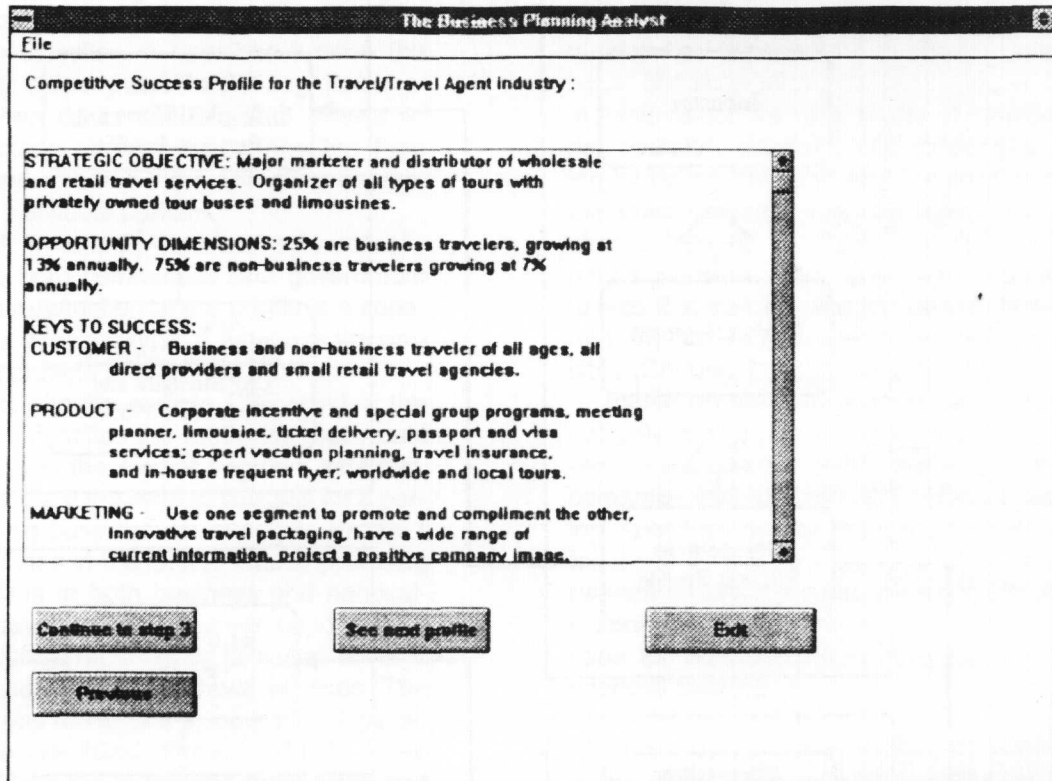 The Business Planning Analyst
File
Competitive Success Profile for the Travel/Travel Agent industry :
STRATEGIC OBJECTIVE: Major marketer and distributor of wholesale
and retail travel services. Organizer of all types of tours with
privately owned tour buses and limousines.
OPPORTUNITY DIMENSIONS: 25% are business travelers, growing at
13% annually, 75% are non-business travelers growing at 7%
annually.
KEYS TO SUCCESS:
CUSTOMER - Business and non-business traveler of all ages, all
direct providers and small retail travel agencies.
PRODUCT - Corporate incentive and special group programs, meeting
planner, limousine, ticket delivery, passport and visa
services; expert vacation planning, travel insurance,
and in-house frequent flyer, worldwide and local tours.
MARKETING - Use one segment to promote and compliment the other.
Innovative travel packaging, have a wide range of
current information, project a positive company image.
Continue to step 3
See next profile
Exit
Previous